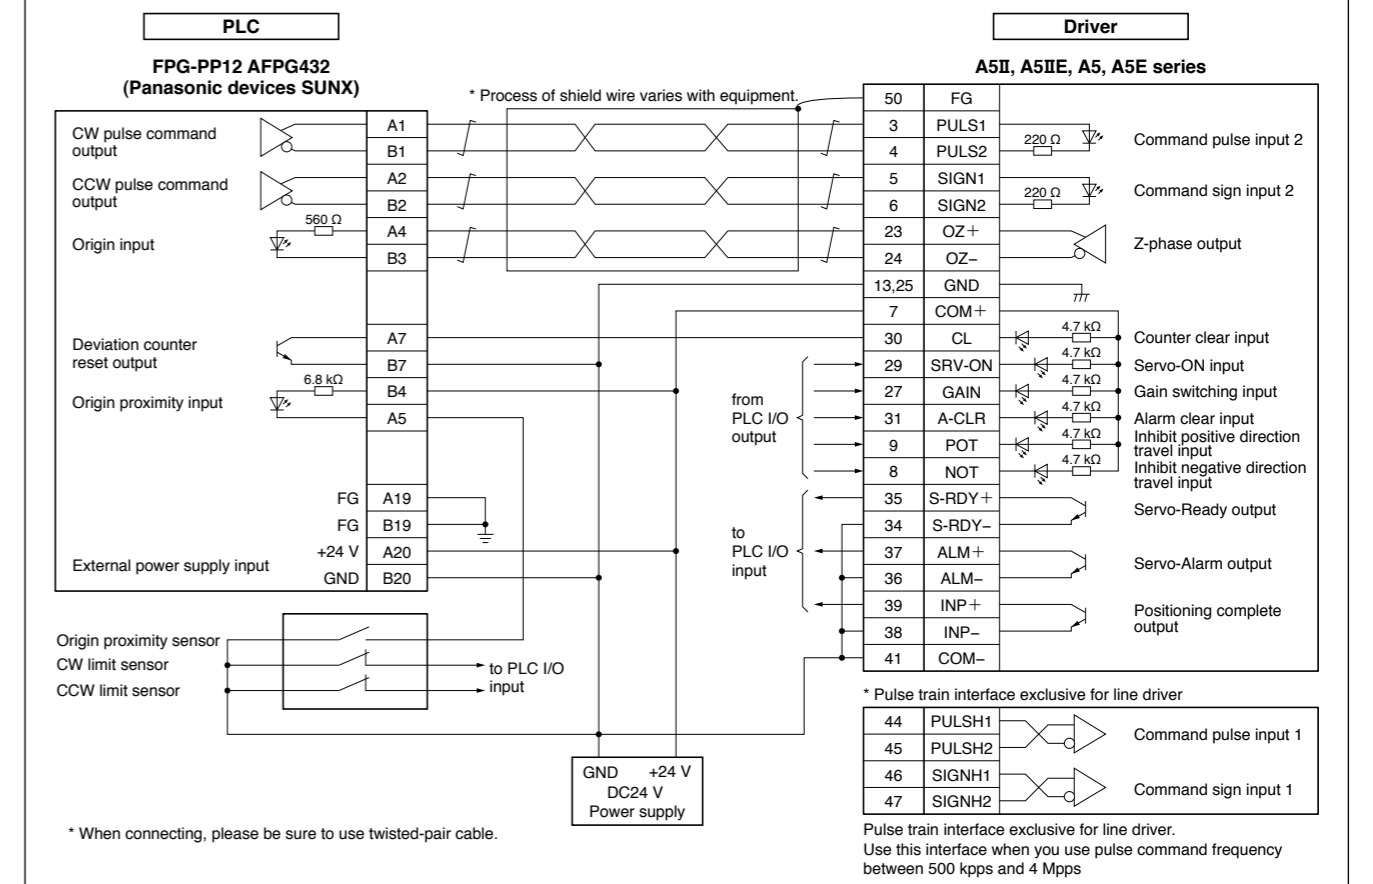 PLC
Driver
FPG-PP12 AFPG432
(Panasonic devices SUNX)
A5II, A5IIE, A5, A5E series
* Process of shield wire varies with equipment.
CW pulse command
output
CCW pulse command
output
560 Ω
Origin input
Deviation counter
reset output
6.8 kΩ
Origin proximity input
FG
FG
+24 V
External power supply input
GND
A1
B1
A2
B2
A4
B3
A7
B7
B4
A5
A19
B19
A20
B20
Origin proximity sensor
CW limit sensor
CCW limit sensor
to PLC I/O
input
from
PLC I/O
output
to
PLC I/O
input
GND +24 V
DC24 V
Power supply
50 FG
3 PULS1
4 PULS2
220 Ω
Command pulse input 2
5 SIGN1
6 SIGN2
220 Ω
Command sign input 2
23 OZ+
24 OZ−
Z-phase output
13,25 GND
7 COM+
30 CL 4.7 kΩ Counter clear input
29 SRV-ON 4.7 kΩ Servo-ON input
27 GAIN 4.7 kΩ Gain switching input
31 A-CLR 4.7 kΩ Alarm clear input
9 POT 4.7 kΩ Inhibit positive direction
travel input
8 NOT 4.7 kΩ Inhibit negative direction
travel input
35 S-RDY+
34 S-RDY−
Servo-Ready output
37 ALM+
36 ALM−
Servo-Alarm output
39 INP+
38 INP−
Positioning complete
output
41 COM−
* Pulse train interface exclusive for line driver
44 PULSH1
45 PULSH2
Command pulse input 1
46 SIGNH1
47 SIGNH2
Command sign input 1
* When connecting, please be sure to use twisted-pair cable.
Pulse train interface exclusive for line driver.
Use this interface when you use pulse command frequency
between 500 kpps and 4 Mpps